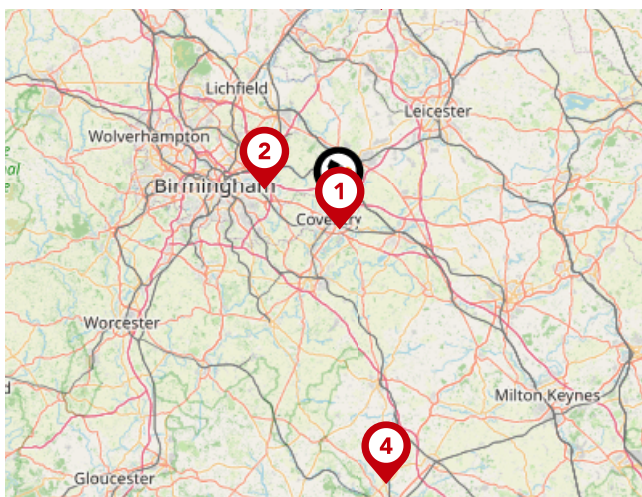 Lichfield
Leicester
Wolverhampton
2
Birmingham
1
Coventry
Worcester
Milton Keynes
4
Gloucester